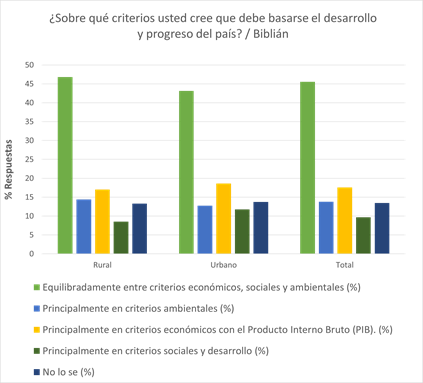 ¿Sobre qué criterios usted cree que debe basarse el desarrollo
y progreso del país? / Biblián
50
45
40
35
30
25
20
15
10
5
0
% Respuestas
Rural
Urbano
Total
Equilibradamente entre criterios económicos, sociales y ambientales (%)
Principalmente en criterios ambientales (%)
Principalmente en criterios económicos con el Producto Interno Bruto (PIB). (%)
Principalmente en criterios sociales y desarrollo (%)
No lo se (%)